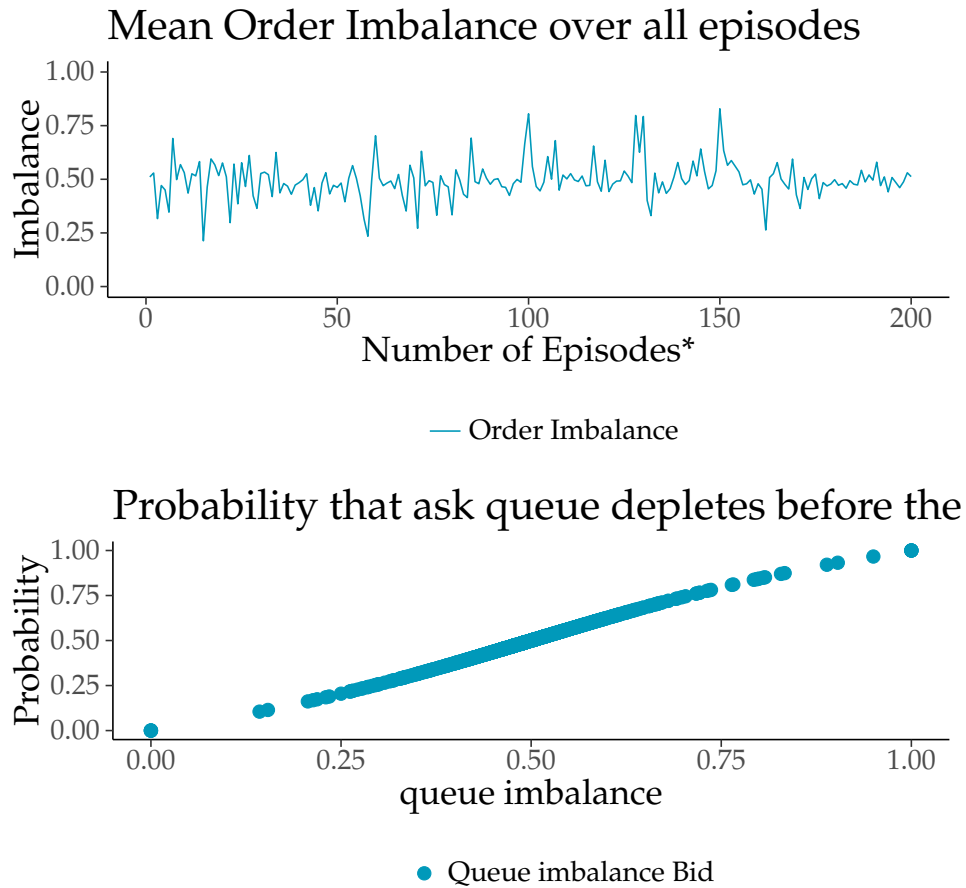 Mean Order Imbalance over all episodes
1.00
0.75
0.50
0.25
0.00
Imbalance
0 50 100 150 200
Number of Episodes*
Order Imbalance
Probability that ask queue depletes before the
1.00
0.75
0.50
0.25
0.00
Probability
0.00 0.25 0.50 0.75 1.00
queue imbalance
Queue imbalance Bid